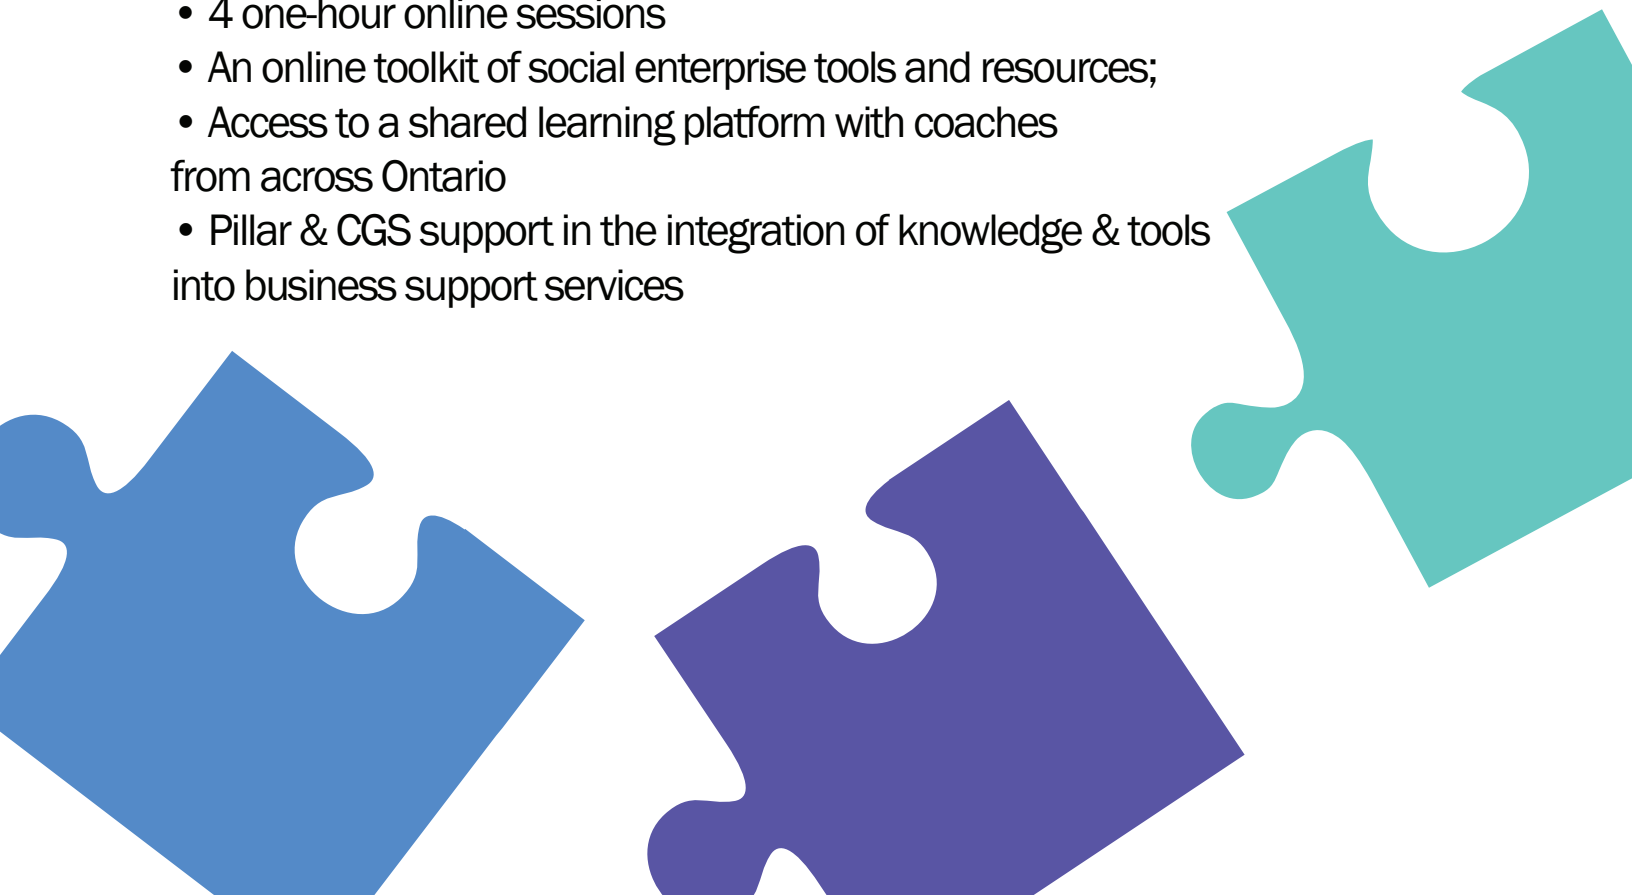 • 4 one-hour online sessions
• An online toolkit of social enterprise tools and resources;
• Access to a shared learning platform with coaches
from across Ontario
• Pillar & CGS support in the integration of knowledge & tools
into business support services